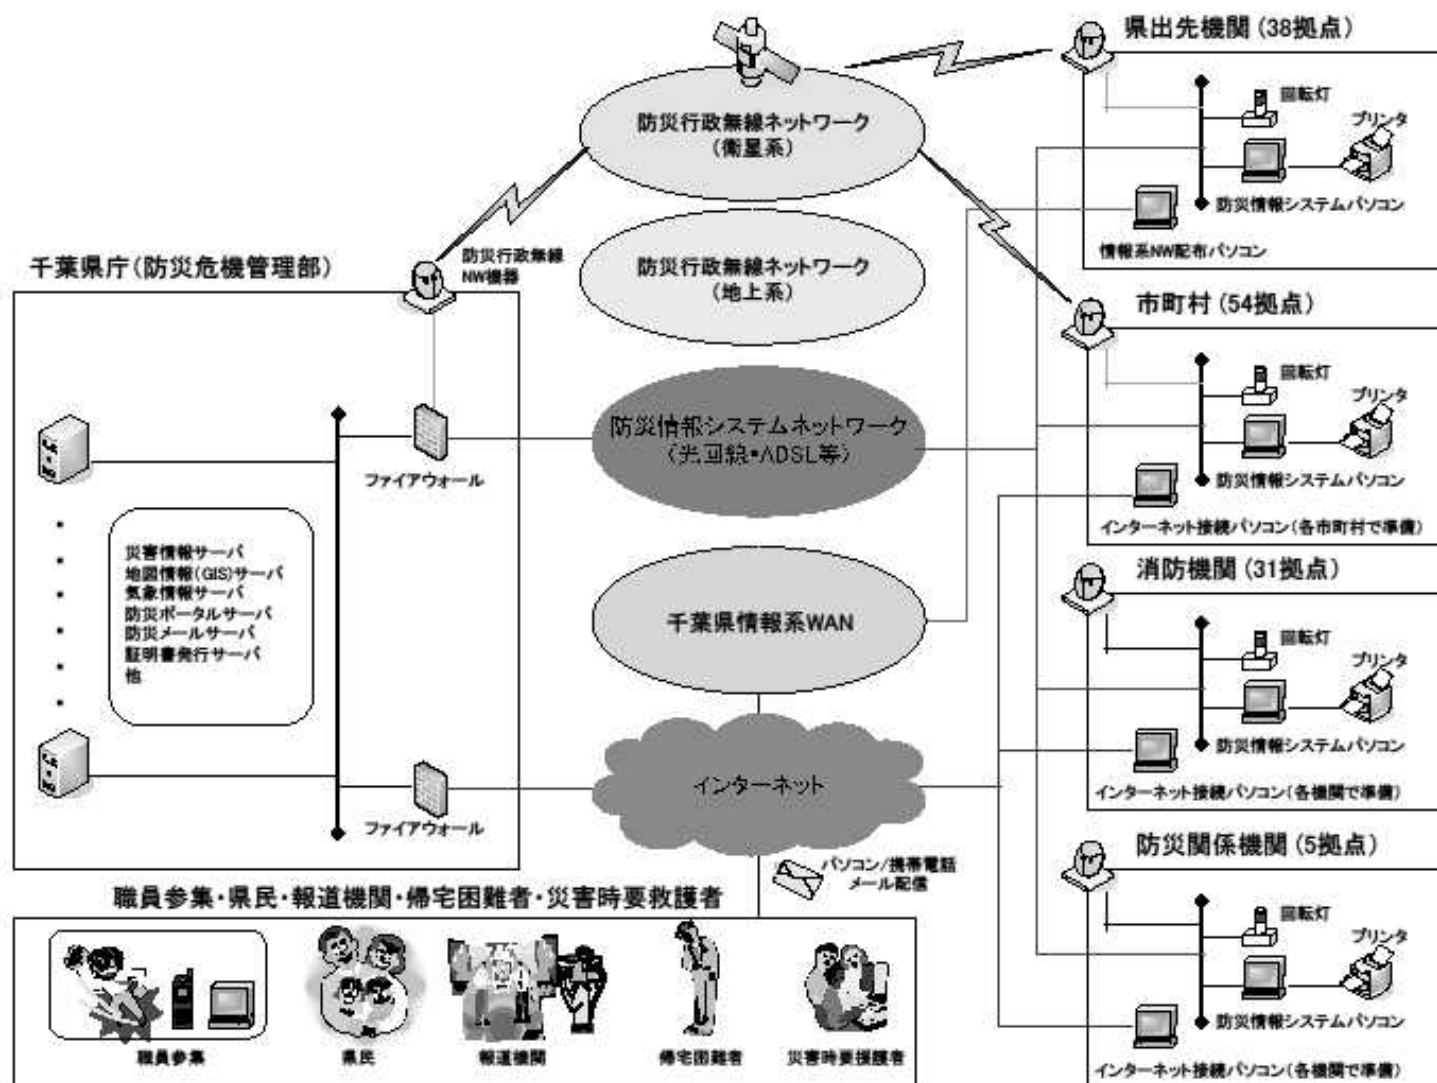 県出先機関 (38拠点)
回転灯
プリンタ
防災情報システムパソコン
情報系NW配布パソコン
防災行政無線ネットワーク
(衛星系)
防災行政無線ネットワーク
(地上系)
防災行政無線
NW機器
千葉県庁(防災危機管理部)
ファイアウォール
災害情報サーバ
地図情報(GIS)サーバ
気象情報サーバ
防災ポータルサーバ
防災メールサーバ
証明書発行サーバ
他
ファイアウォール
防災情報システムネットワーク
(光回線・ADSL等)
千葉県情報系WAN
インターネット
市町村 (54拠点)
回転灯
プリンタ
防災情報システムパソコン
インターネット接続パソコン(各市町村で準備)
消防機関 (31拠点)
回転灯
プリンタ
防災情報システムパソコン
インターネット接続パソコン(各機関で準備)
防災関係機関 (5拠点)
回転灯
プリンタ
防災情報システムパソコン
インターネット接続パソコン(各機関で準備)
パソコン/携帯電話
メール配信
職員参集・県民・報道機関・帰宅困難者・災害時要救護者
職員参集
県民
報道機関
帰宅困難者
災害時要援護者